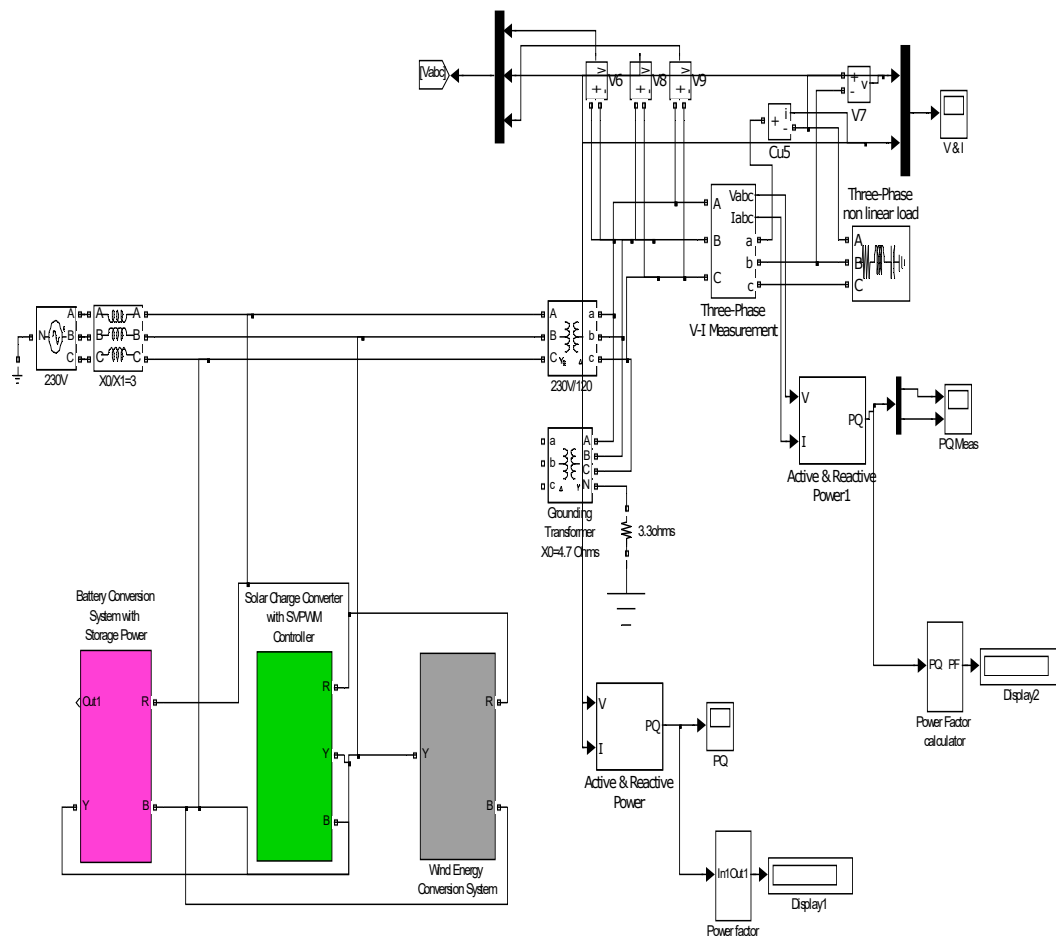 [Vabc]
V6
V8
V9
V7
Cu5
V & I
Three-Phase
non linear load
A
B
C
Vabc
Iabc
a
b
c
A
B
C
Three-Phase
V-I Measurement
N
A
B
C
230V
A
B
C
A
B
C
X0/X1=3
A
B
C
a
b
c
230V/120
a
b
c
A
B
C
N
Grounding
Transformer
X0=4.7 Ohms
3.3ohms
V
I
PQ
Active & Reactive
Power1
PQ Meas
Battery Conversion
System with
Storage Power
Out1
R
Y
B
Solar Charge Converter
with SVPWM
Controller
R
Y
B
R
Y
B
Wind Energy
Conversion System
V
I
PQ
Active & Reactive
Power
PQ
PQ PF
Power Factor
calculator
Display2
In1 Out1
Power factor
Display1